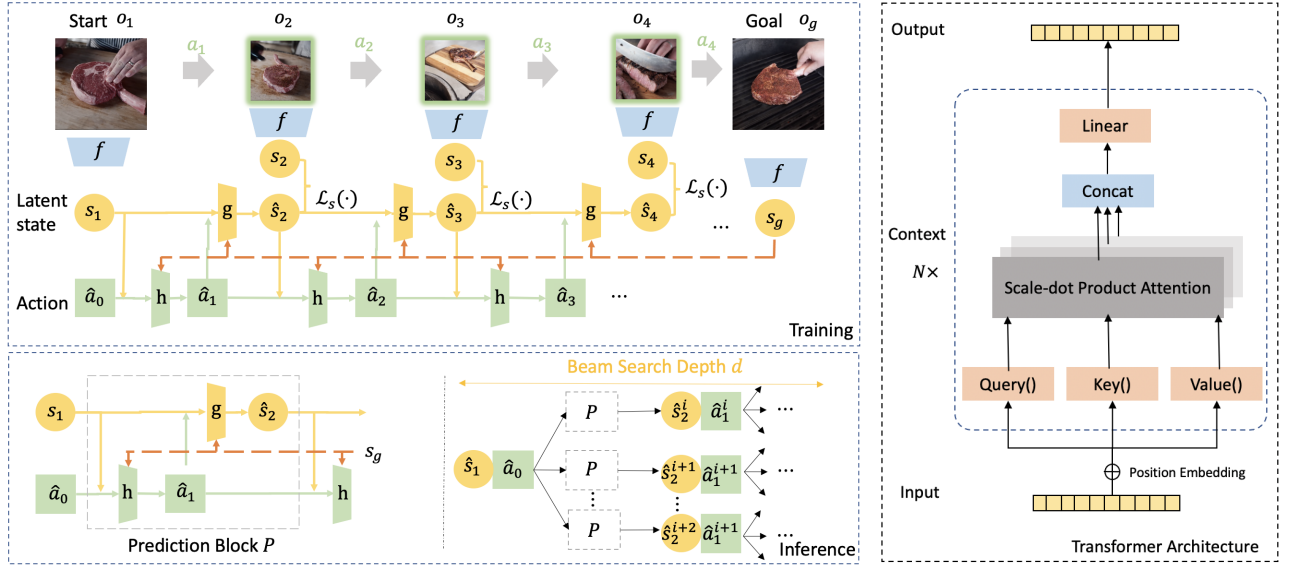 Start o₁ o₂ o₃ o₄ Goal o_g
a₁ a₂ a₃ a₄
f f f f f
s₂ s₃ s₄
Latent state
s₁ g ŝ₂ ℒₛ(·) g ŝ₃ ℒₛ(·) g ŝ₄ ℒₛ(·) ... s_g
Action
â₀ h â₁ h â₂ h â₃ ...
Training
s₁ g ŝ₂
s_g
â₀ h â₁ h
Prediction Block P
Beam Search Depth d
P ŝ₂ⁱ â₁ⁱ ...
ŝ₁ â₀ P ŝ₂ⁱ⁺¹ â₁ⁱ⁺¹ ...
P ŝ₂ⁱ⁺² â₁ⁱ⁺¹ ...
Inference
Output
Linear
Concat
Context
N×
Scale-dot Product Attention
Query() Key() Value()
Position Embedding
Input
Transformer Architecture